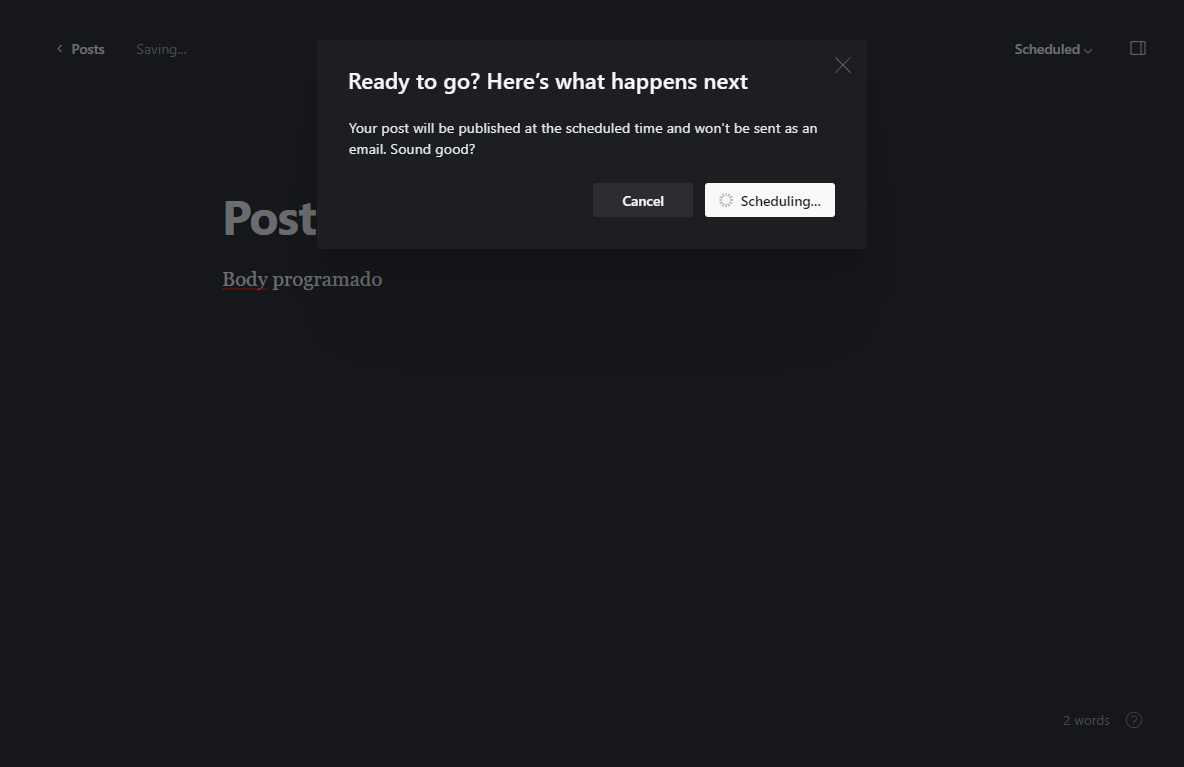 Posts
Saving...
Scheduled
Ready to go? Here’s what happens next
Your post will be published at the scheduled time and won't be sent as an
email. Sound good?
Cancel
Scheduling...
Post
Body programado
2 words
?